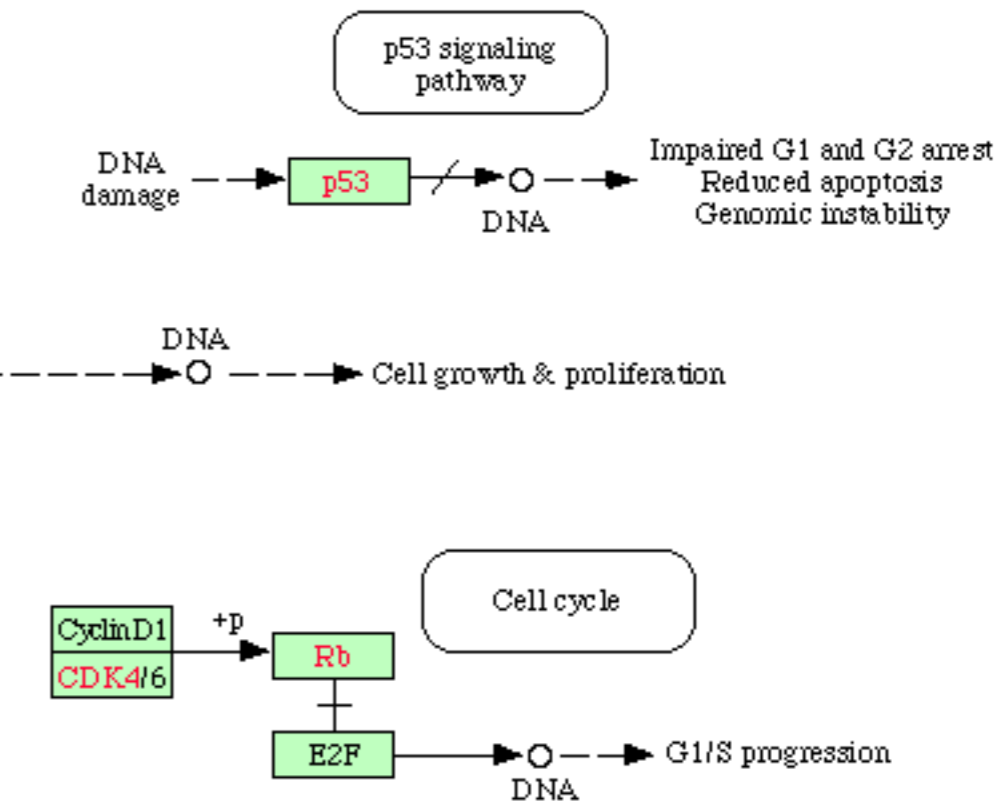 p53 signaling
pathway
DNA
damage
p53
DNA
Impaired G1 and G2 arrest
Reduced apoptosis
Genomic instability
DNA
Cell growth & proliferation
Cell cycle
CyclinD1
CDK4/6
+p
Rb
E2F
DNA
G1/S progression